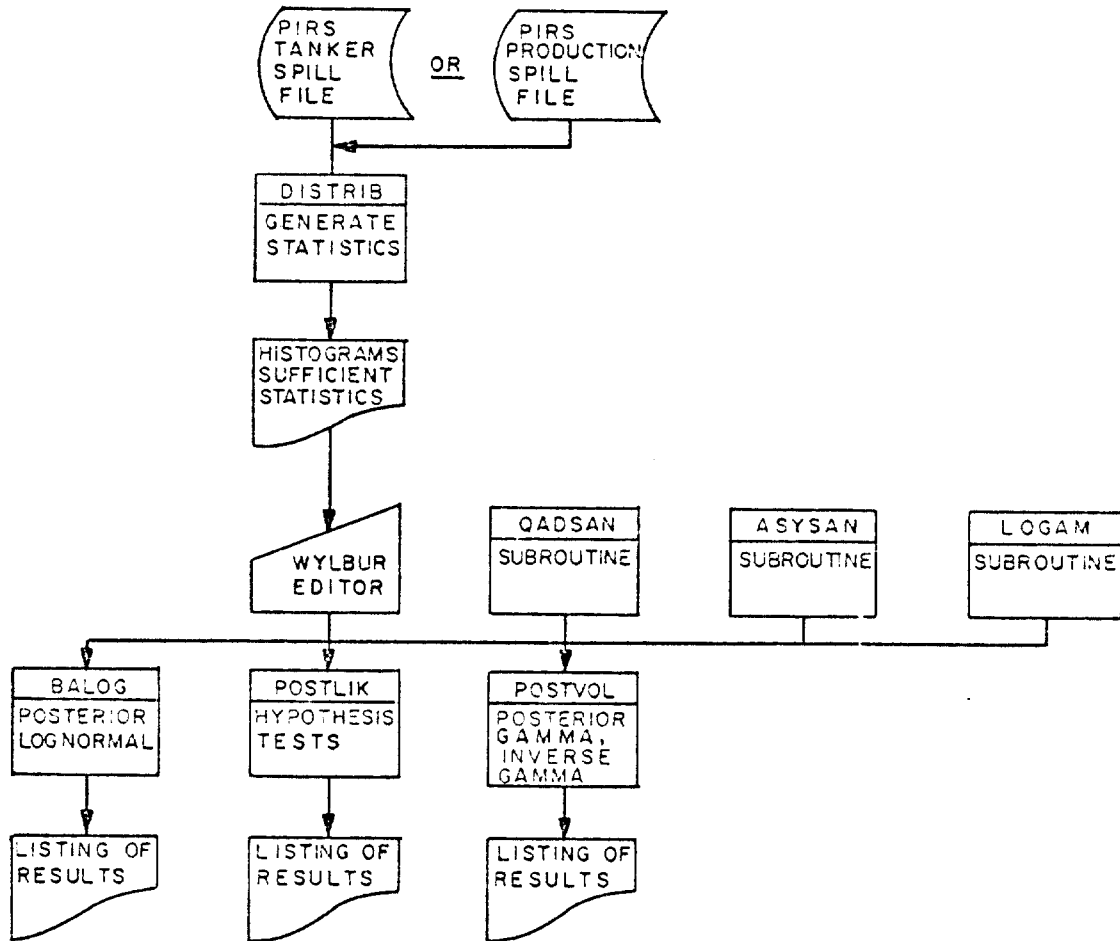 PIRS
TANKER
SPILL
FILE
OR
PIRS
PRODUCTION
SPILL
FILE
DISTRIB
GENERATE
STATISTICS
HISTOGRAMS
SUFFICIENT
STATISTICS
WYLBUR
EDITOR
QADSAN
SUBROUTINE
ASYSAN
SUBROUTINE
LOGAM
SUBROUTINE
BALOG
POSTERIOR
LOGNORMAL
POSTLIK
HYPOTHESIS
TESTS
POSTVOL
POSTERIOR
GAMMA,
INVERSE
GAMMA
LISTING OF
RESULTS
LISTING OF
RESULTS
LISTING OF
RESULTS